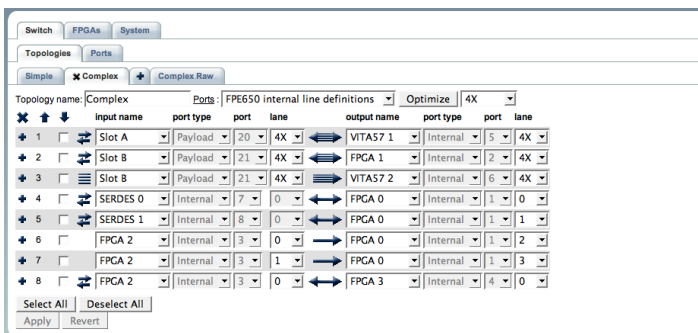 Switch FPGAs System
Topologies Ports
Simple Complex Complex Raw
Topology name: Complex Ports : FPE650 internal line definitions Optimize 4X
input name port type port lane output name port type port lane
1 Slot A Payload 20 4X VITA57 1 Internal 5 4X
2 Slot B Payload 21 4X FPGA 1 Internal 2 4X
3 Slot B Payload 21 4X VITA57 2 Internal 6 4X
4 SERDES 0 Internal 7 0 FPGA 0 Internal 1 0
5 SERDES 1 Internal 8 0 FPGA 0 Internal 1 1
6 FPGA 2 Internal 3 0 FPGA 0 Internal 1 2
7 FPGA 2 Internal 3 1 FPGA 0 Internal 1 3
8 FPGA 2 Internal 3 0 FPGA 3 Internal 4 0
Select All Deselect All
Apply Revert